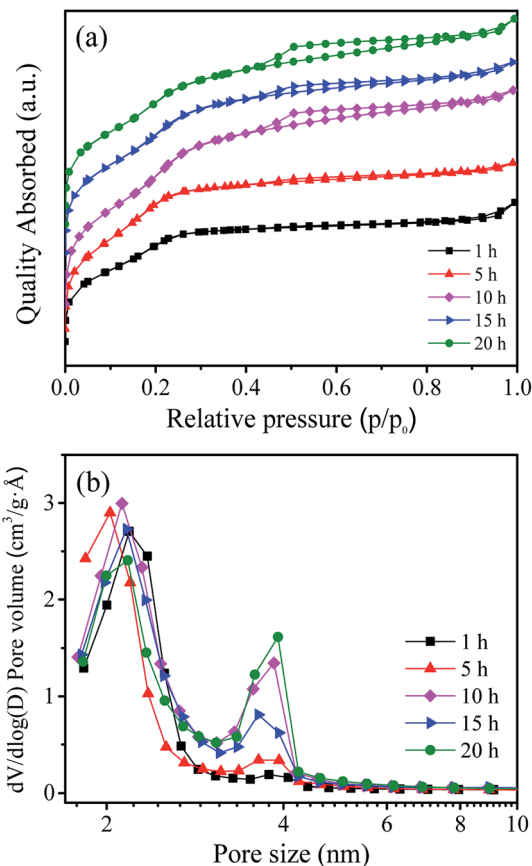 (a)
Quality Absorbed (a.u.)
1 h
5 h
10 h
15 h
20 h
0.0 0.2 0.4 0.6 0.8 1.0
Relative pressure (p/p₀)
(b)
dV/dlog(D) Pore volume (cm³/g·Å)
3
2
1
0
1 h
5 h
10 h
15 h
20 h
2 4 6 8 10
Pore size (nm)